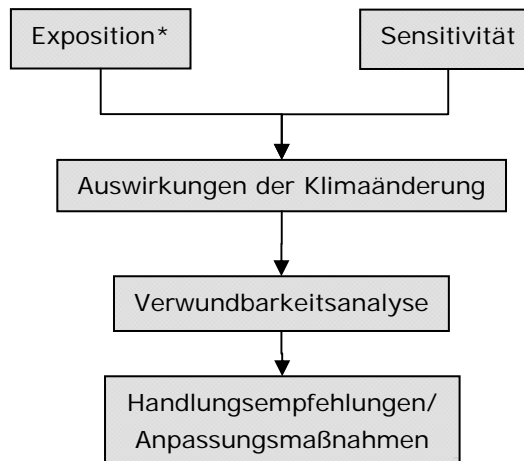 Exposition*
Sensitivität
Auswirkungen der Klimaänderung
Verwundbarkeitsanalyse
Handlungsempfehlungen/
Anpassungsmaßnahmen